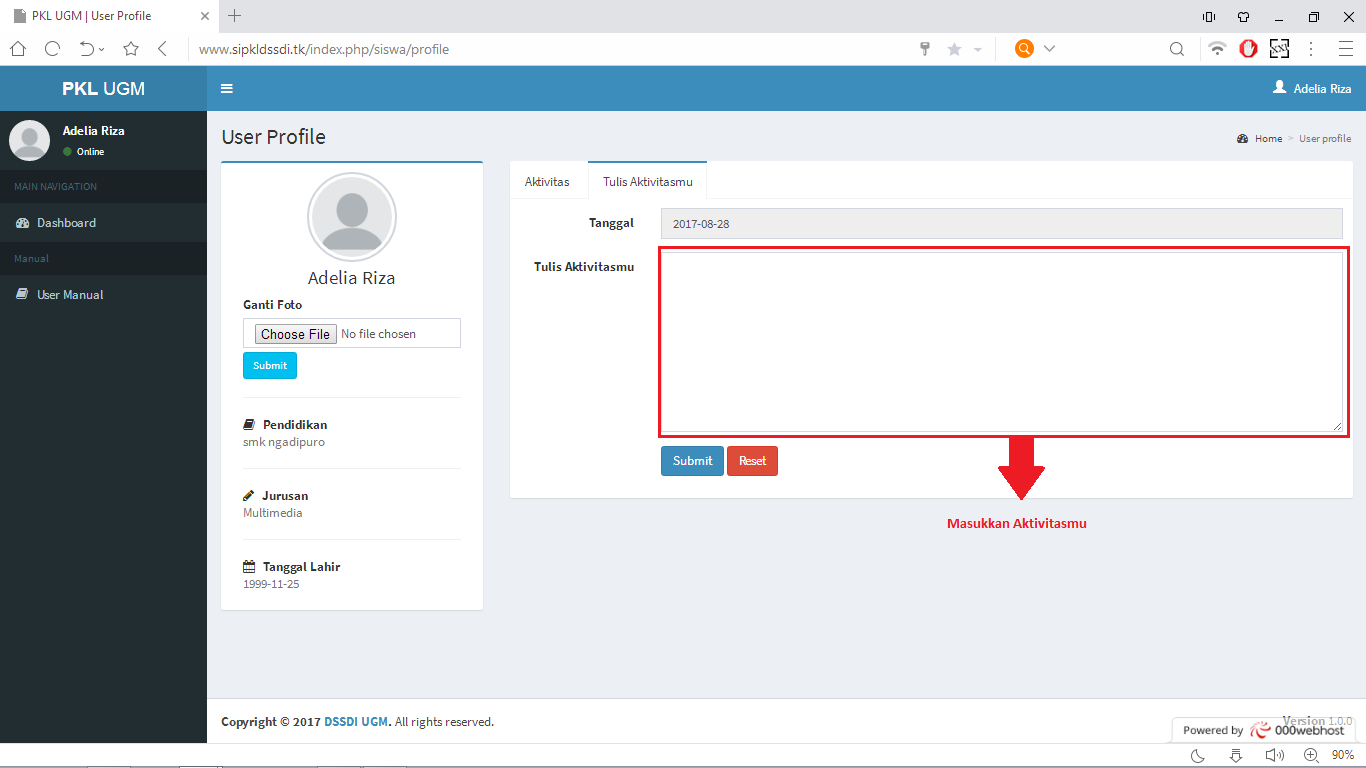 PKL UGM | User Profile
www.sipkldssdi.tk/index.php/siswa/profile
PKL UGM
Adelia Riza
Adelia Riza
Online
MAIN NAVIGATION
Dashboard
Manual
User Manual
User Profile
Home > User profile
Adelia Riza
Ganti Foto
Choose File No file chosen
Submit
Pendidikan
smk ngadipuro
Jurusan
Multimedia
Tanggal Lahir
1999-11-25
Aktivitas
Tulis Aktivitasmu
Tanggal
2017-08-28
Tulis Aktivitasmu
Submit
Reset
Masukkan Aktivitasmu
Copyright © 2017 DSSDI UGM. All rights reserved.
Version 1.0.0
Powered by 000webhost
90%